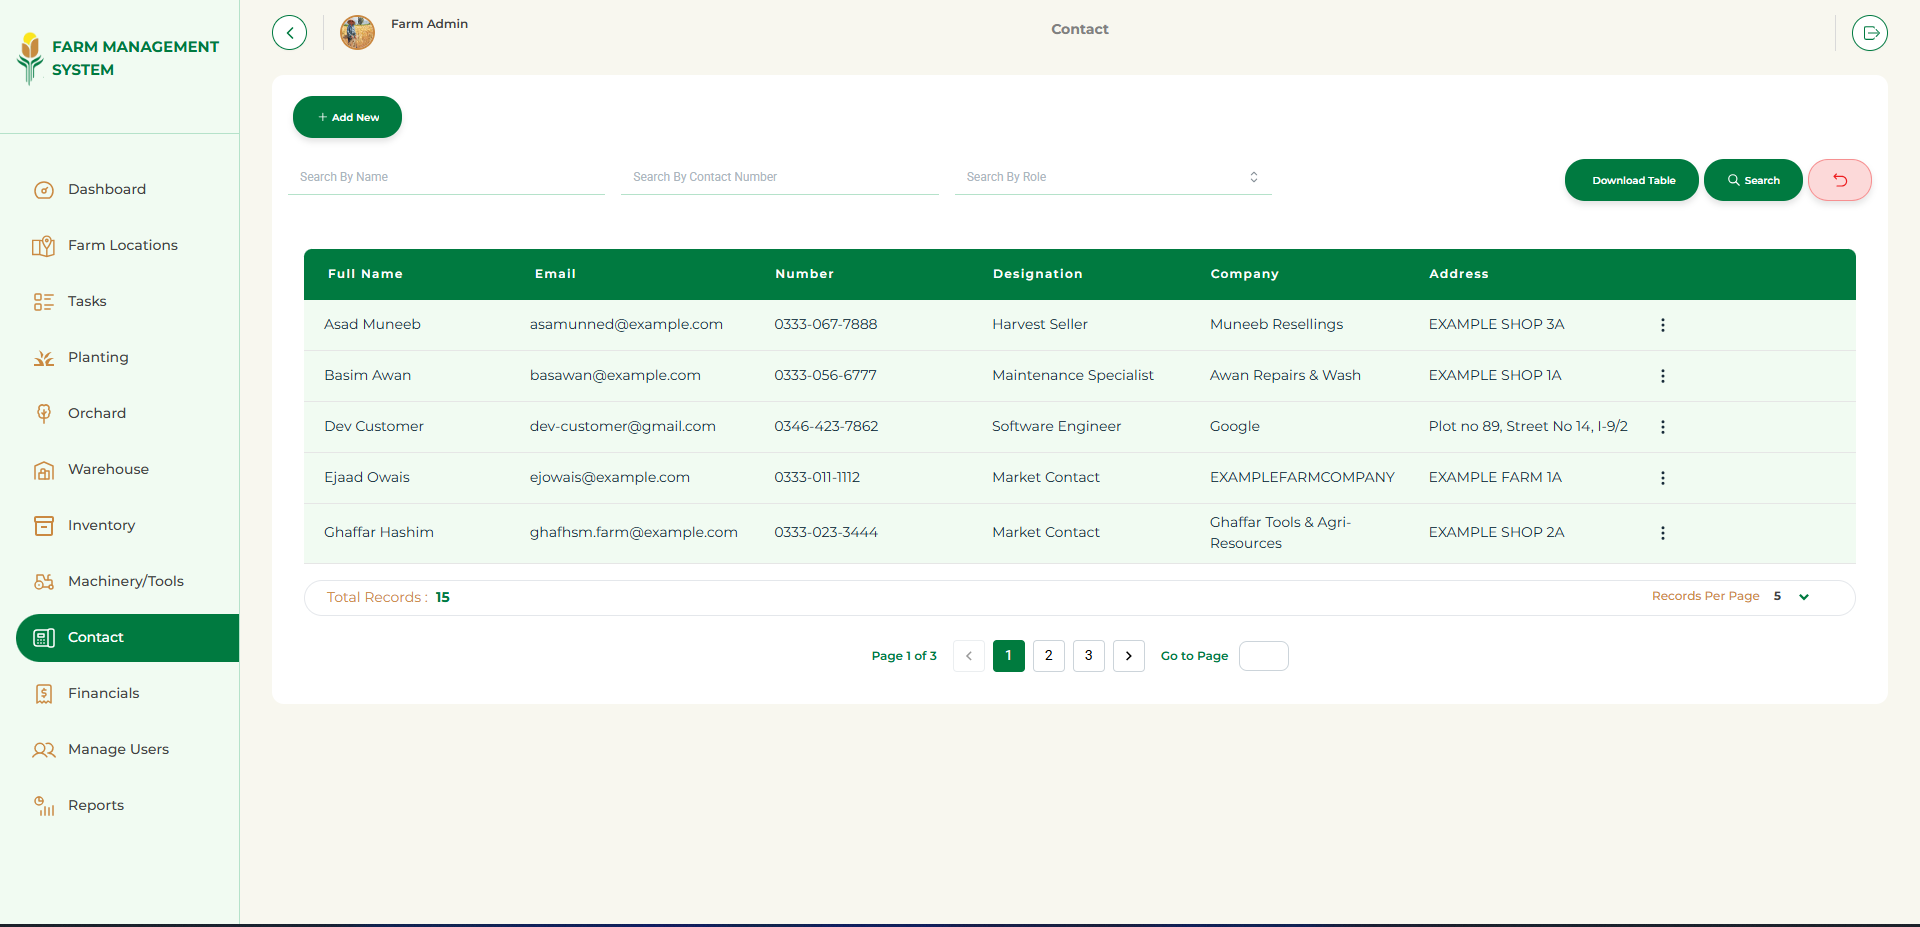 FARM MANAGEMENT
SYSTEM
Farm Admin
Contact
Dashboard
Farm Locations
Tasks
Planting
Orchard
Warehouse
Inventory
Machinery/Tools
Contact
Financials
Manage Users
Reports
+ Add New
Search By Name Search By Contact Number Search By Role Download Table Search
Full Name Email Number Designation Company Address
Asad Muneeb asamunned@example.com 0333-067-7888 Harvest Seller Muneeb Resellings EXAMPLE SHOP 3A
Basim Awan basawan@example.com 0333-056-6777 Maintenance Specialist Awan Repairs & Wash EXAMPLE SHOP 1A
Dev Customer dev-customer@gmail.com 0346-423-7862 Software Engineer Google Plot no 89, Street No 14, I-9/2
Ejaad Owais ejowais@example.com 0333-011-1112 Market Contact EXAMPLEFARMCOMPANY EXAMPLE FARM 1A
Ghaffar Hashim ghafhsm.farm@example.com 0333-023-3444 Market Contact Ghaffar Tools & Agri-
Resources EXAMPLE SHOP 2A
Total Records : 15 Records Per Page 5
Page 1 of 3 < 1 2 3 > Go to Page